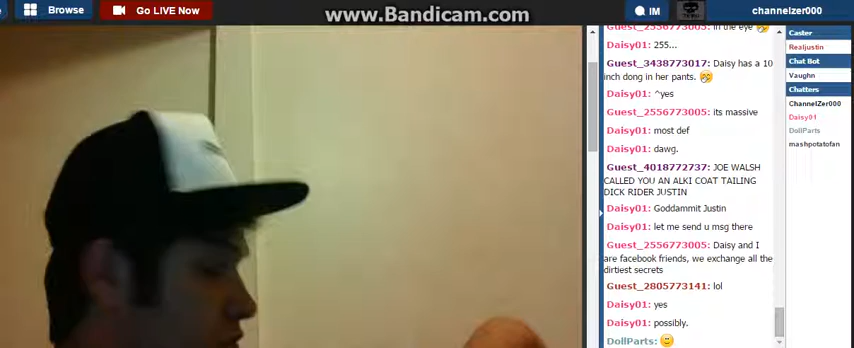 Browse
Go LIVE Now
www.Bandicam.com
IM
channelzer000
Guest_2556773005: in the eye
Daisy01: 255...
Guest_3438773017: Daisy has a 10
inch dong in her pants.
Daisy01: ^yes
Guest_2556773005: its massive
Daisy01: most def
Daisy01: dawg.
Guest_4018772737: JOE WALSH
CALLED YOU AN ALKI COAT TAILING
DICK RIDER JUSTIN
Daisy01: Goddammit Justin
Daisy01: let me send u msg there
Guest_2556773005: Daisy and I
are facebook friends, we exchange all the
dirtiest secrets
Guest_2805773141: lol
Daisy01: yes
Daisy01: possibly.
DollParts:
Caster
Realjustin
Chat Bot
Vaughn
Chatters
ChannelZer000
Daisy01
DollParts
mashpotatofan